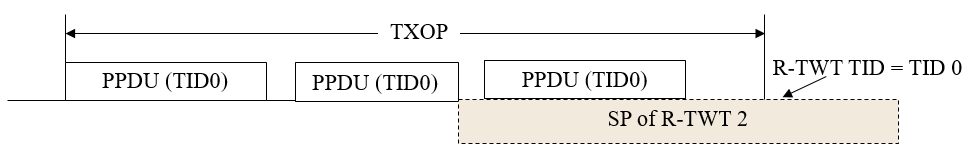 TXOP
PPDU (TID0)
PPDU (TID0)
PPDU (TID0)
R-TWT TID = TID 0
SP of R-TWT 2